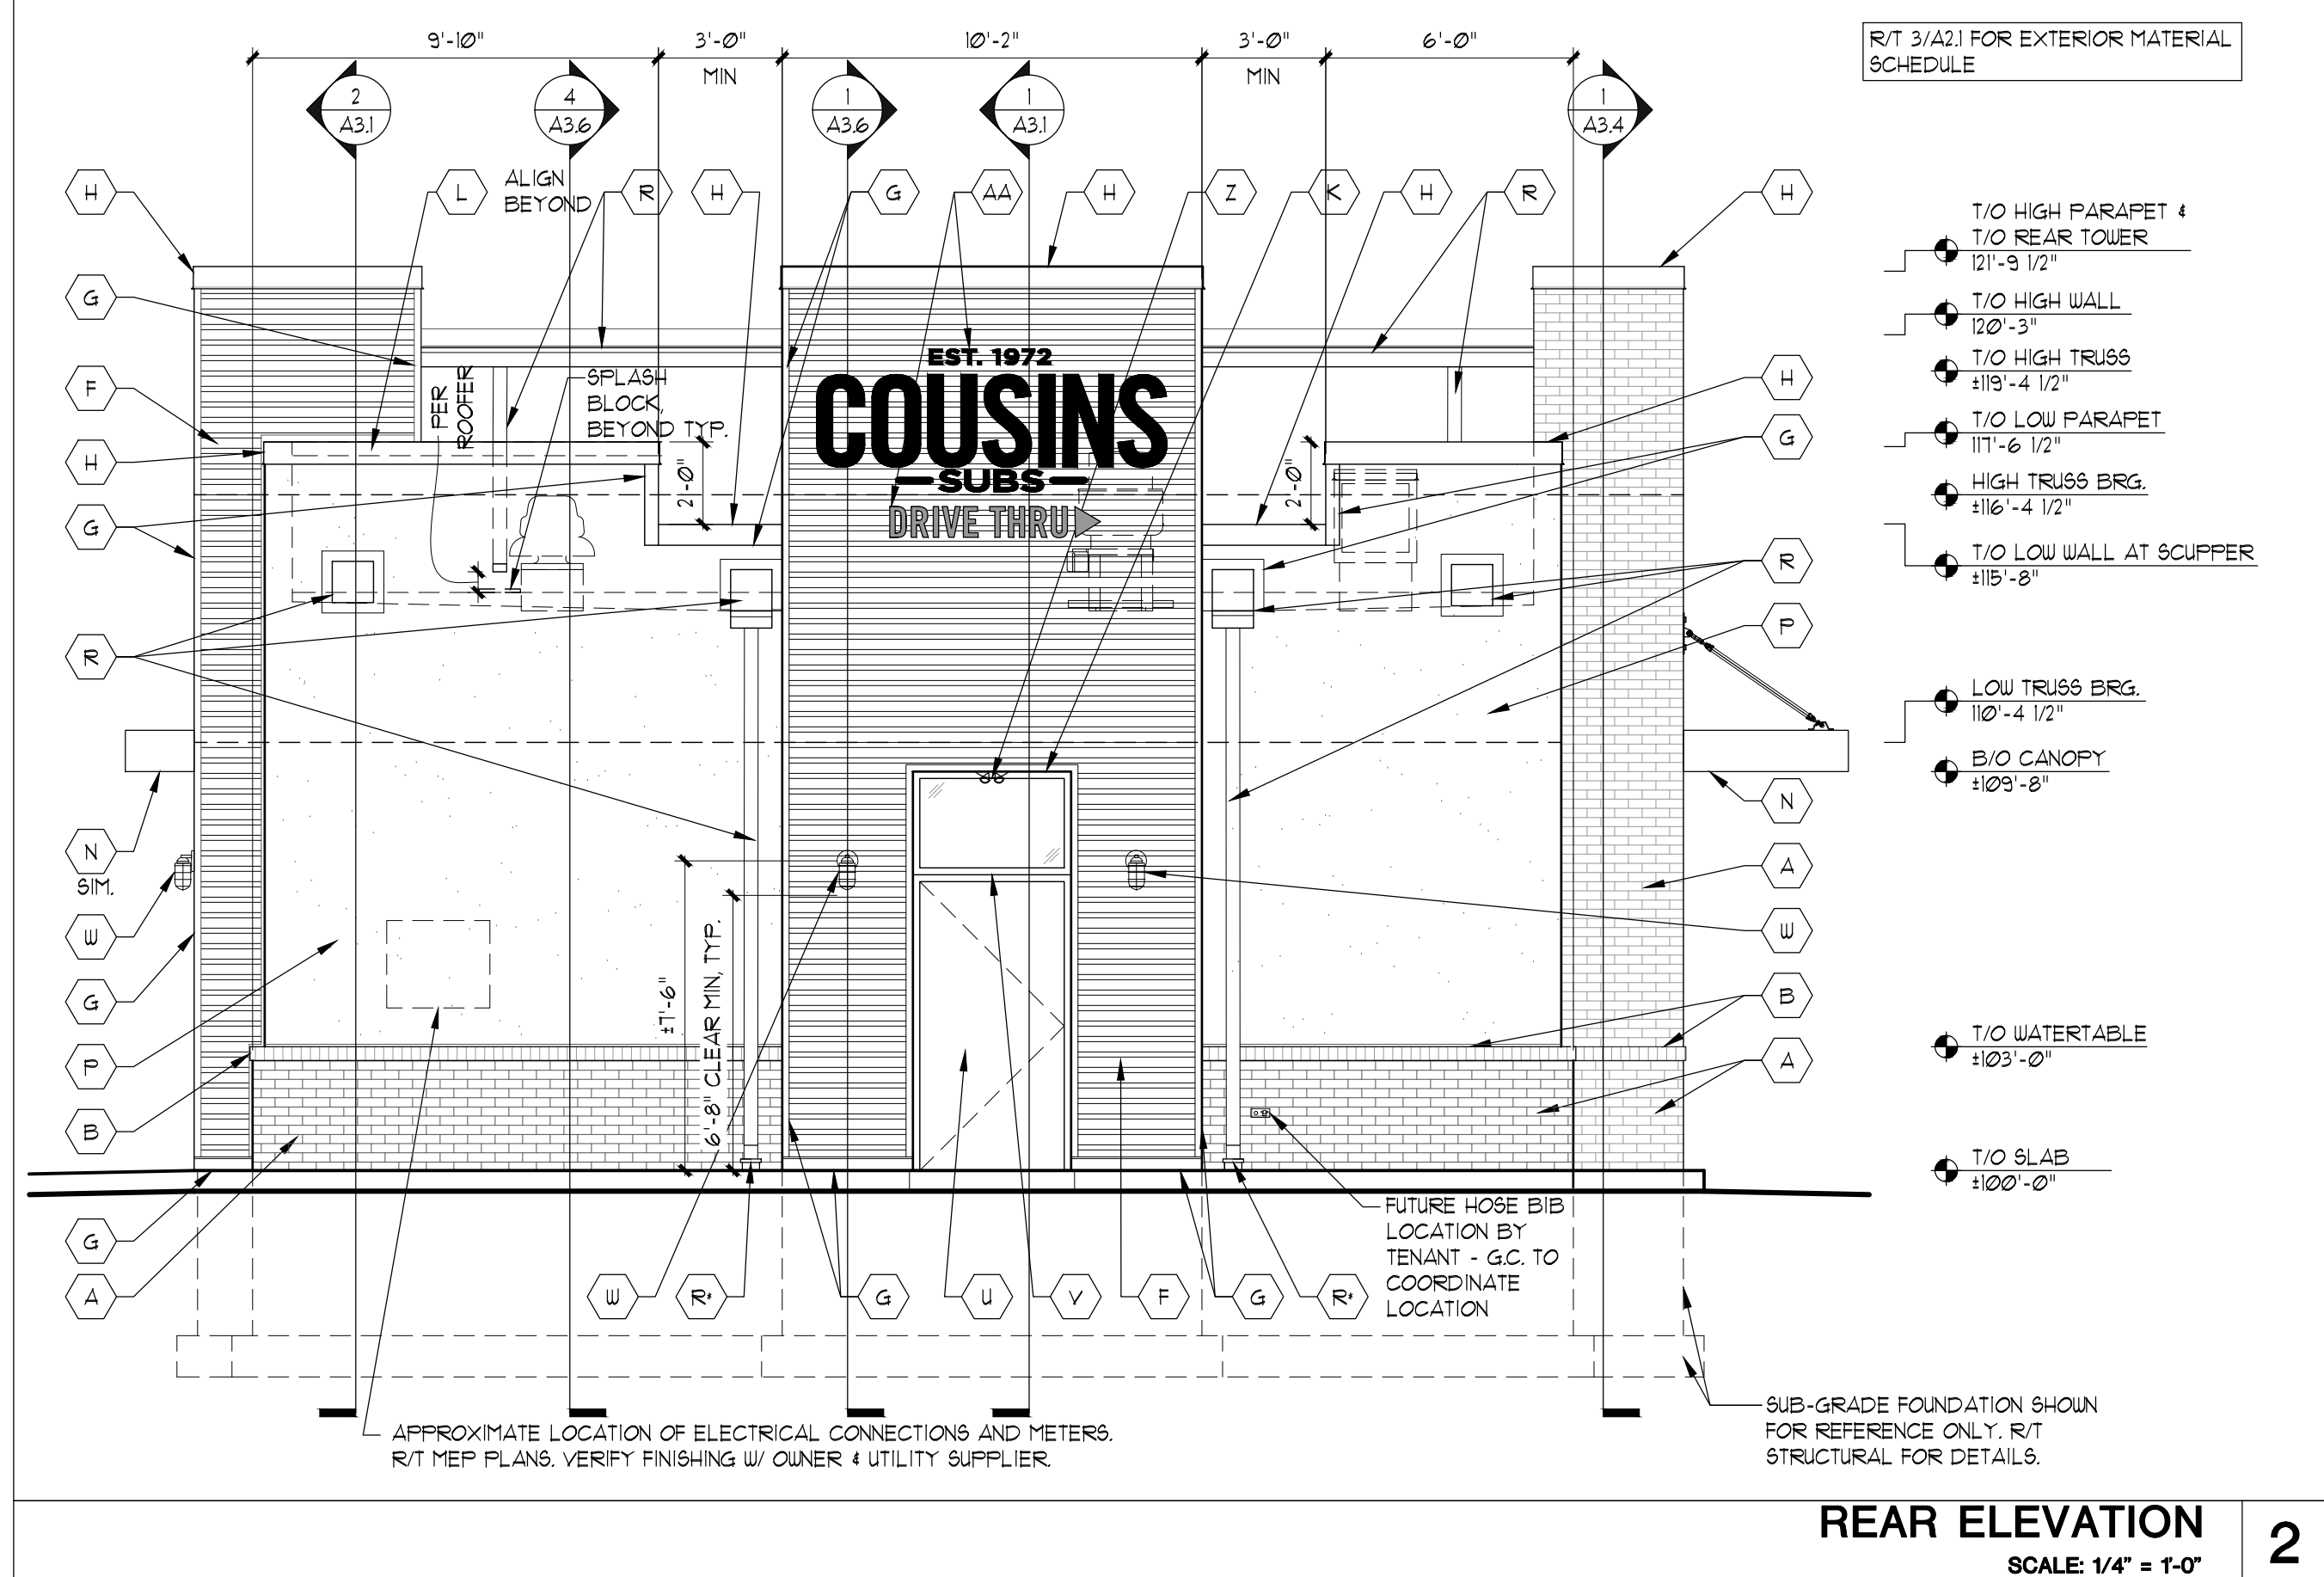 9'-10"
3'-0"
10'-2"
3'-0"
6'-0"
MIN
MIN
R/T 3/A2.1 FOR EXTERIOR MATERIAL
SCHEDULE
2
A3.1
4
A3.6
1
A3.6
1
A3.1
1
A3.4
H
L
ALIGN
BEYOND
R
H
G
AA
H
Z
K
H
R
H
T/O HIGH PARAPET &
T/O REAR TOWER
121'-9 1/2"
G
T/O HIGH WALL
120'-3"
F
PER
ROOFER
SPLASH
BLOCK,
BEYOND TYP.
EST. 1972
COUSINS
SUBS
DRIVE THRU
H
T/O HIGH TRUSS
±119'-4 1/2"
H
2'-0"
2'-0"
G
T/O LOW PARAPET
117'-6 1/2"
HIGH TRUSS BRG.
±116'-4 1/2"
G
R
T/O LOW WALL AT SCUPPER
±115'-8"
R
P
LOW TRUSS BRG.
110'-4 1/2"
B/O CANOPY
±109'-8"
N
SIM.
N
A
W
W
G
±7'-6"
6'-8" CLEAR MIN, TYP.
B
P
A
T/O WATERTABLE
±103'-0"
B
T/O SLAB
±100'-0"
G
A
W
R*
G
U
V
F
G
R*
FUTURE HOSE BIB
LOCATION BY
TENANT - G.C. TO
COORDINATE
LOCATION
APPROXIMATE LOCATION OF ELECTRICAL CONNECTIONS AND METERS.
R/T MEP PLANS. VERIFY FINISHING W/ OWNER & UTILITY SUPPLIER.
SUB-GRADE FOUNDATION SHOWN
FOR REFERENCE ONLY. R/T
STRUCTURAL FOR DETAILS.
REAR ELEVATION
SCALE: 1/4" = 1'-0"
2